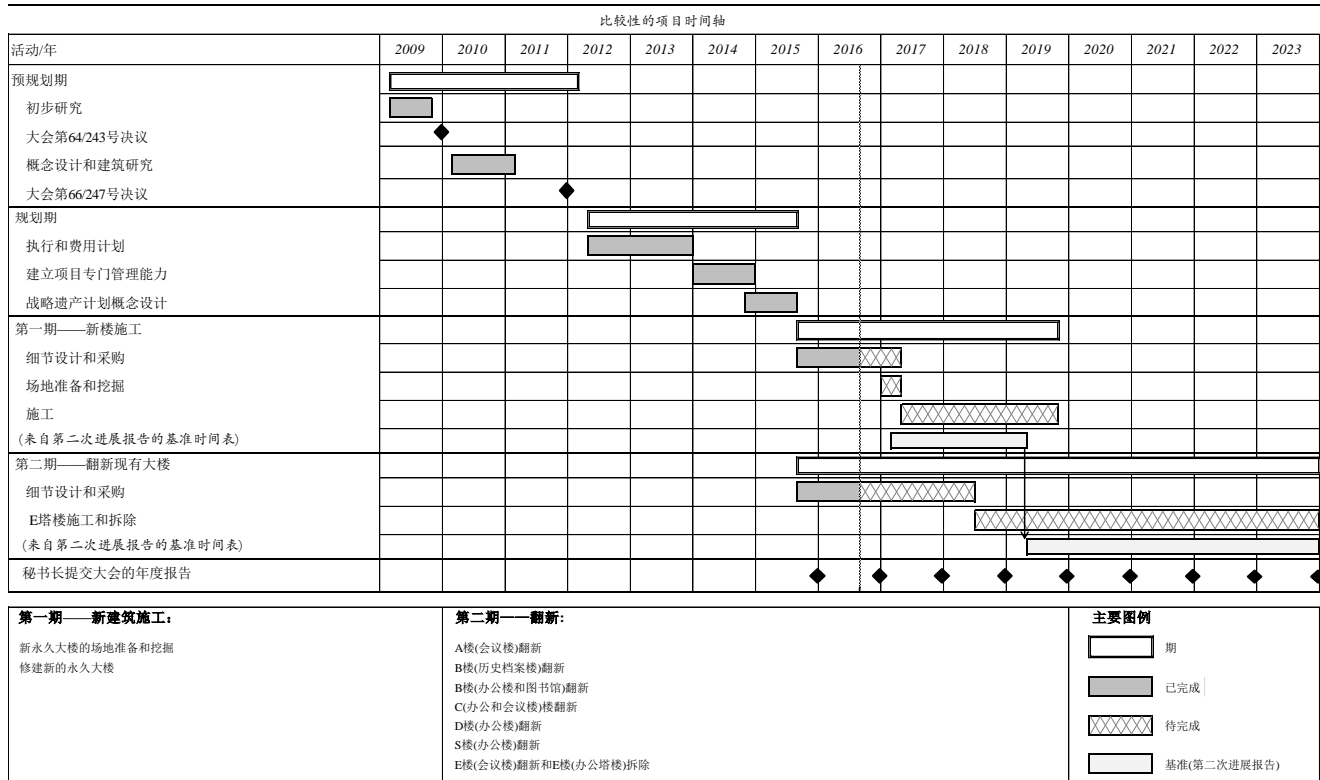 比较性的项目时间轴
活动/年 2009 2010 2011 2012 2013 2014 2015 2016 2017 2018 2019 2020 2021 2022 2023
预规划期
初步研究
大会第64/243号决议
概念设计和建筑研究
大会第66/247号决议
规划期
执行和费用计划
建立项目专门管理能力
战略遗产计划概念设计
第一期——新楼施工
细节设计和采购
场地准备和挖掘
施工
(来自第二次进展报告的基准时间表)
第二期——翻新现有大楼
细节设计和采购
E塔楼施工和拆除
(来自第二次进展报告的基准时间表)
秘书长提交大会的年度报告
第一期——新建筑施工:
新永久大楼的场地准备和挖掘
修建新的永久大楼
第二期——翻新:
A楼(会议楼)翻新
B楼(历史档案楼)翻新
B楼(办公楼和图书馆)翻新
C(办公和会议楼)楼翻新
D楼(办公楼)翻新
S楼(办公楼)翻新
E楼(会议楼)翻新和E楼(办公塔楼)拆除
主要图例
期
已完成
待完成
基准(第二次进展报告)